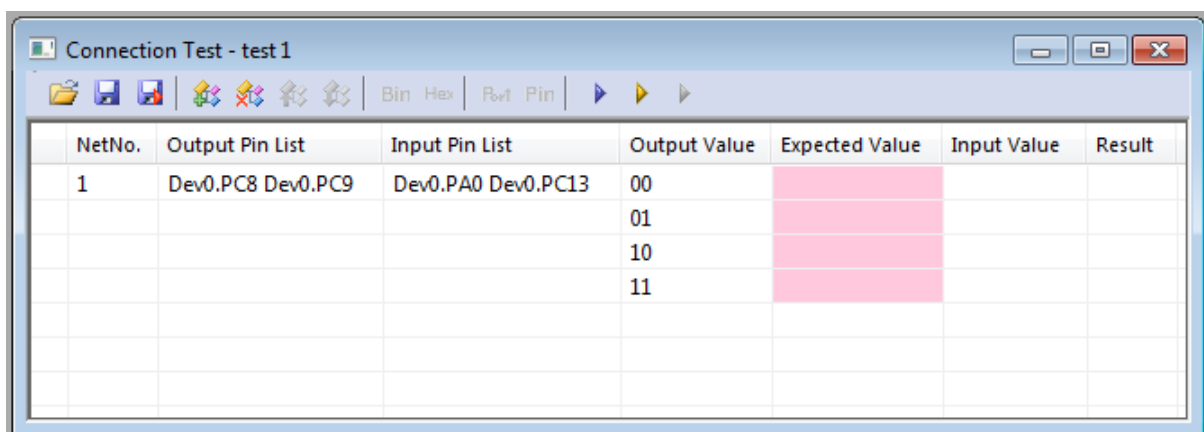 Connection Test - test 1
Bin Hex Port Pin
NetNo. Output Pin List Input Pin List Output Value Expected Value Input Value Result
1 Dev0.PC8 Dev0.PC9 Dev0.PA0 Dev0.PC13 00
01
10
11